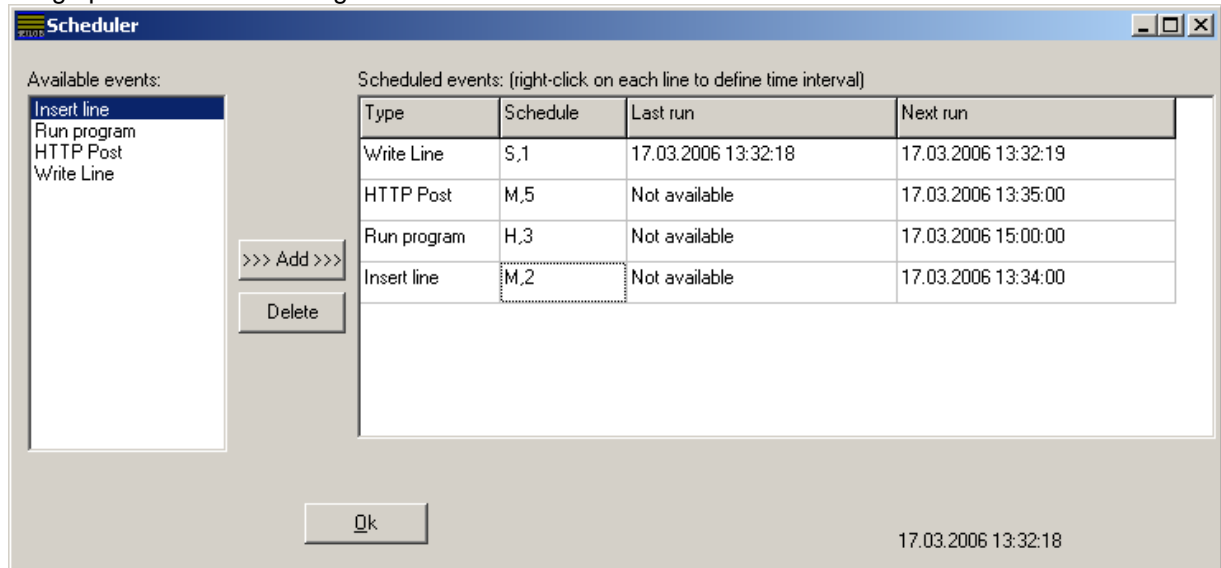 Scheduler
Available events:
Scheduled events: (right-click on each line to define time interval)
Insert line
Run program
HTTP Post
Write Line
>>> Add >>>
Delete
Type Schedule Last run Next run
Write Line S,1 17.03.2006 13:32:18 17.03.2006 13:32:19
HTTP Post M,5 Not available 17.03.2006 13:35:00
Run program H,3 Not available 17.03.2006 15:00:00
Insert line M,2 Not available 17.03.2006 13:34:00
Ok
17.03.2006 13:32:18